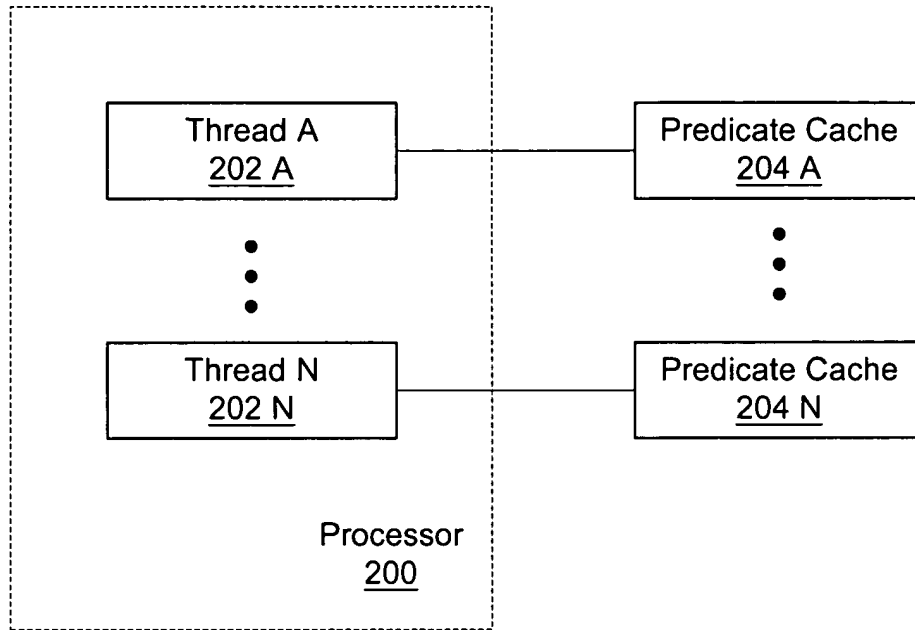 Thread A
202 A
Predicate Cache
204 A
Thread N
202 N
Predicate Cache
204 N
Processor
200